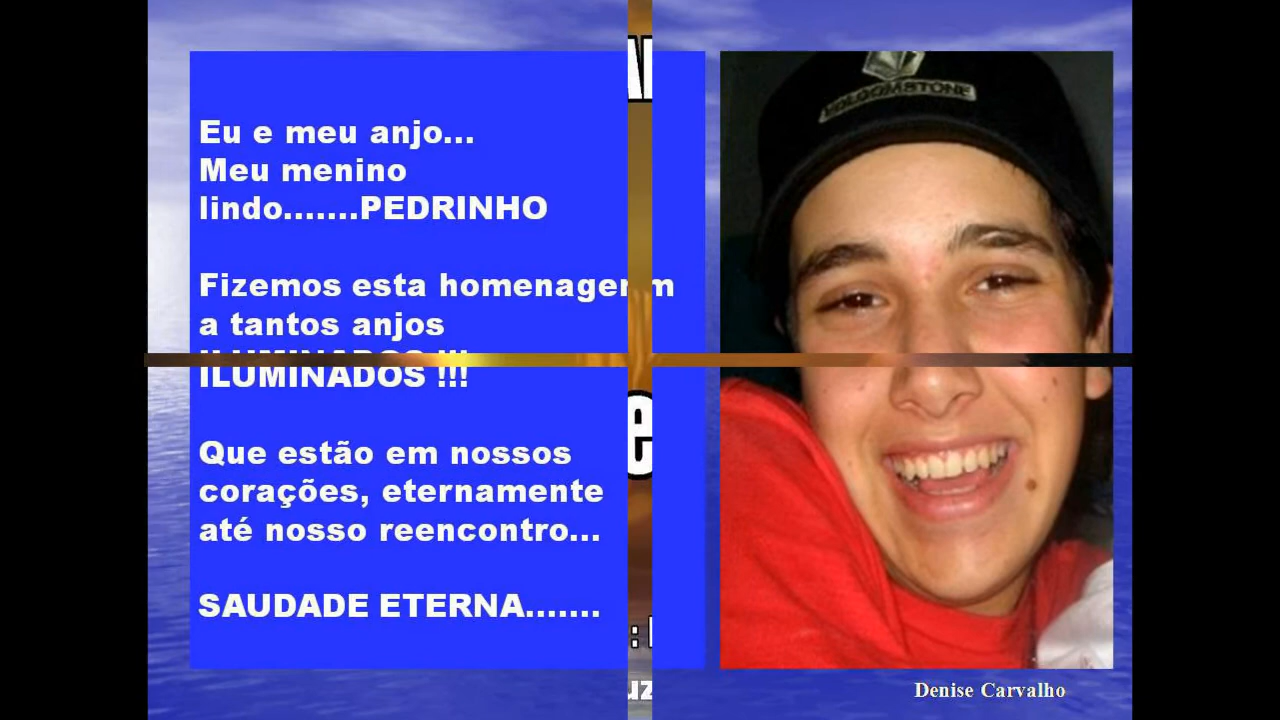 Eu e meu anjo...
Meu menino
lindo.......PEDRINHO
Fizemos esta homenagem
a tantos anjos
ILUMINADOS !!!
Que estão em nossos
corações, eternamente
até nosso reencontro...
SAUDADE ETERNA.......
VOLCOMSTONE
Denise Carvalho